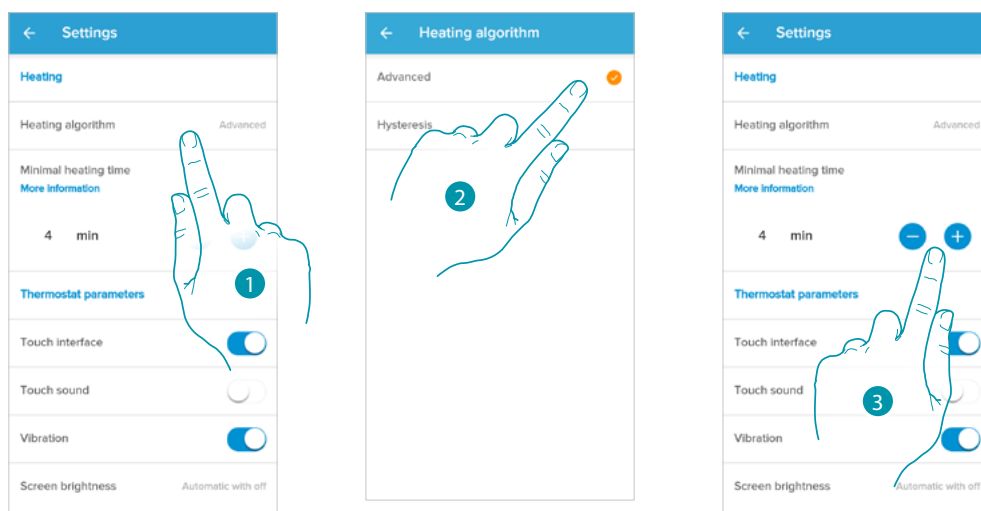 ← Settings
Heating
Heating algorithm Advanced
Minimal heating time
More information
4 min
+
1
Thermostat parameters
Touch interface
Touch sound
Vibration
Screen brightness Automatic with off
← Heating algorithm
Advanced
Hysteresis
2
← Settings
Heating
Heating algorithm Advanced
Minimal heating time
More information
4 min − +
Thermostat parameters
Touch interface
Touch sound
3
Vibration
Screen brightness Automatic with off